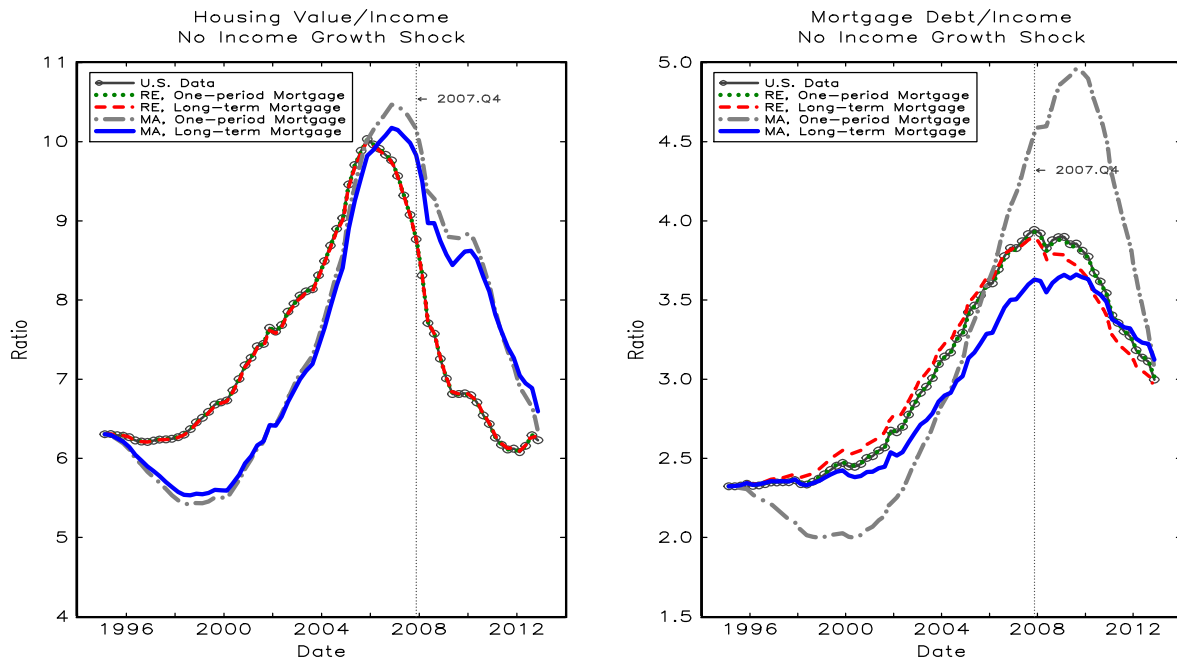 Housing Value/Income
No Income Growth Shock
11
10
9
8
7
6
5
4
Ratio
U.S. Data
RE, One-period Mortgage
RE, Long-term Mortgage
MA, One-period Mortgage
MA, Long-term Mortgage
← 2007.Q4
1996 2000 2004 2008 2012
Date
Mortgage Debt/Income
No Income Growth Shock
5.0
4.5
4.0
3.5
3.0
2.5
2.0
1.5
Ratio
U.S. Data
RE, One-period Mortgage
RE, Long-term Mortgage
MA, One-period Mortgage
MA, Long-term Mortgage
← 2007.Q4
1996 2000 2004 2008 2012
Date